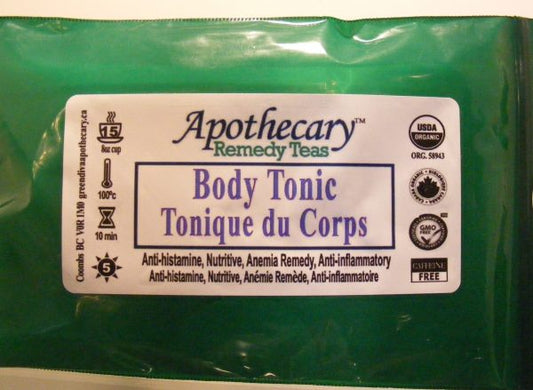 Apothecary™
Remedy Teas
Body Tonic
Tonique du Corps
Anti-histamine, Nutritive, Anemia Remedy, Anti-inflammatory
Anti-histamine, Nutritive, Anémie Remède, Anti-inflammatoire
Coombs BC V0R 1M0 greendivaapothecary.ca
15
8oz cup
100°c
10 min
5
USDA
ORGANIC
ORG. 58943
GMO
FREE
CAFFEINE
FREE